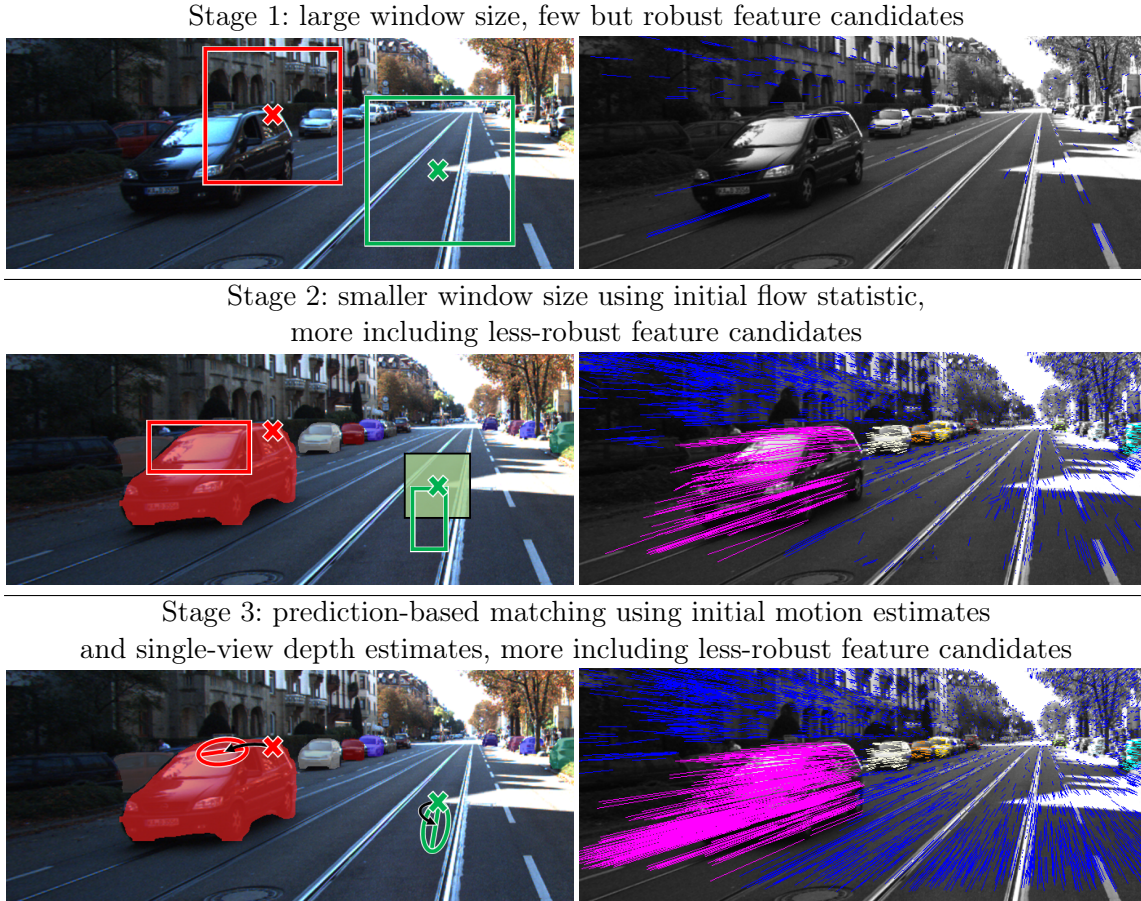 Stage 1: large window size, few but robust feature candidates
Stage 2: smaller window size using initial flow statistic,
more including less-robust feature candidates
Stage 3: prediction-based matching using initial motion estimates
and single-view depth estimates, more including less-robust feature candidates